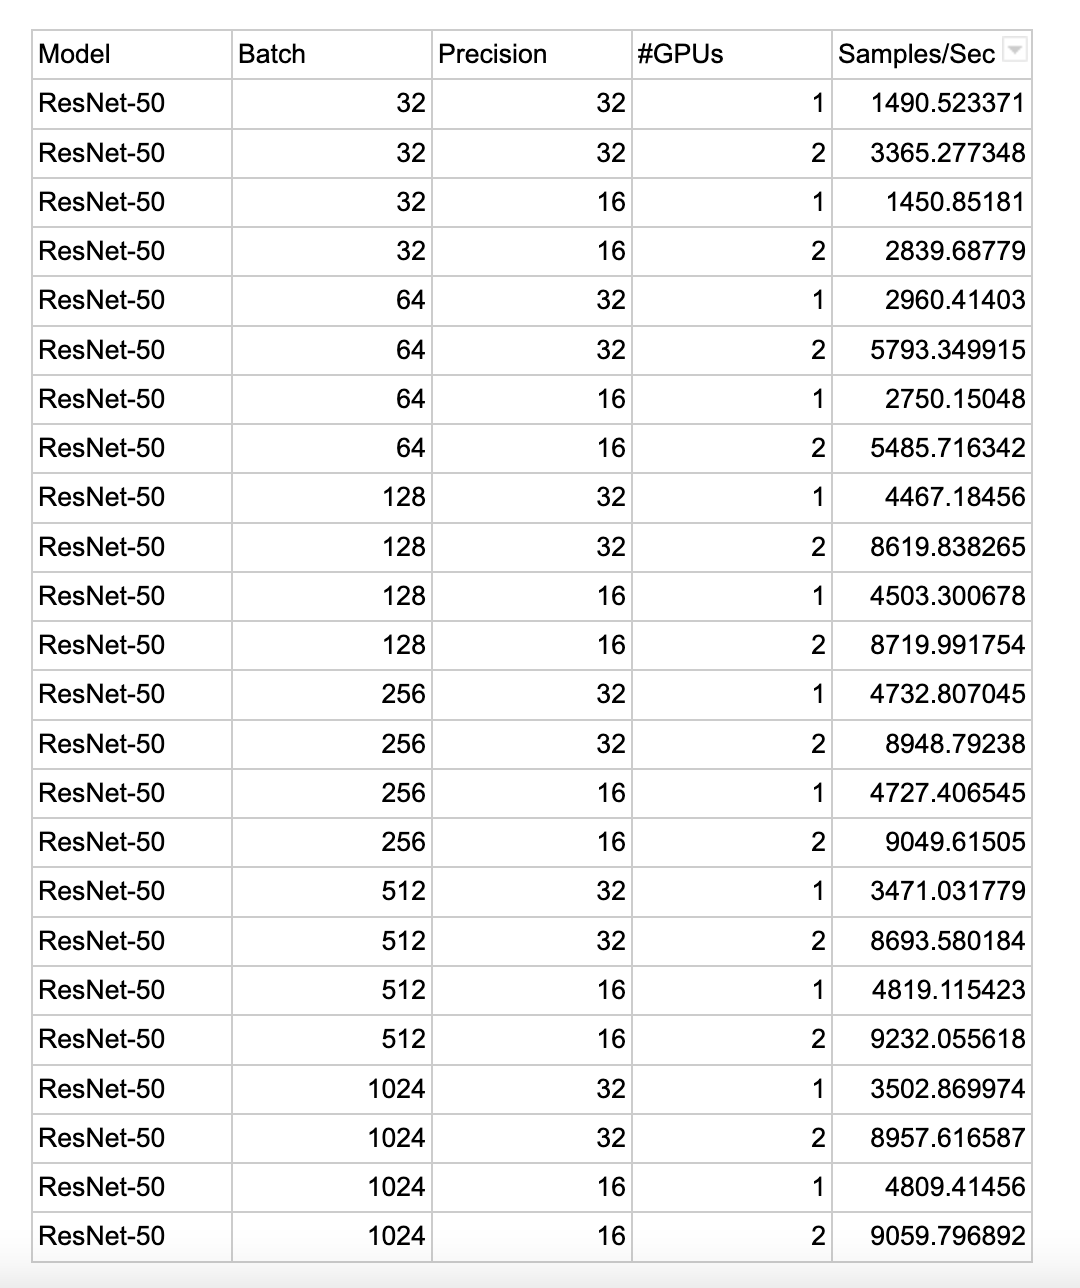 Model Batch Precision #GPUs Samples/Sec
ResNet-50 32 32 1 1490.523371
ResNet-50 32 32 2 3365.277348
ResNet-50 32 16 1 1450.85181
ResNet-50 32 16 2 2839.68779
ResNet-50 64 32 1 2960.41403
ResNet-50 64 32 2 5793.349915
ResNet-50 64 16 1 2750.15048
ResNet-50 64 16 2 5485.716342
ResNet-50 128 32 1 4467.18456
ResNet-50 128 32 2 8619.838265
ResNet-50 128 16 1 4503.300678
ResNet-50 128 16 2 8719.991754
ResNet-50 256 32 1 4732.807045
ResNet-50 256 32 2 8948.79238
ResNet-50 256 16 1 4727.406545
ResNet-50 256 16 2 9049.61505
ResNet-50 512 32 1 3471.031779
ResNet-50 512 32 2 8693.580184
ResNet-50 512 16 1 4819.115423
ResNet-50 512 16 2 9232.055618
ResNet-50 1024 32 1 3502.869974
ResNet-50 1024 32 2 8957.616587
ResNet-50 1024 16 1 4809.41456
ResNet-50 1024 16 2 9059.796892